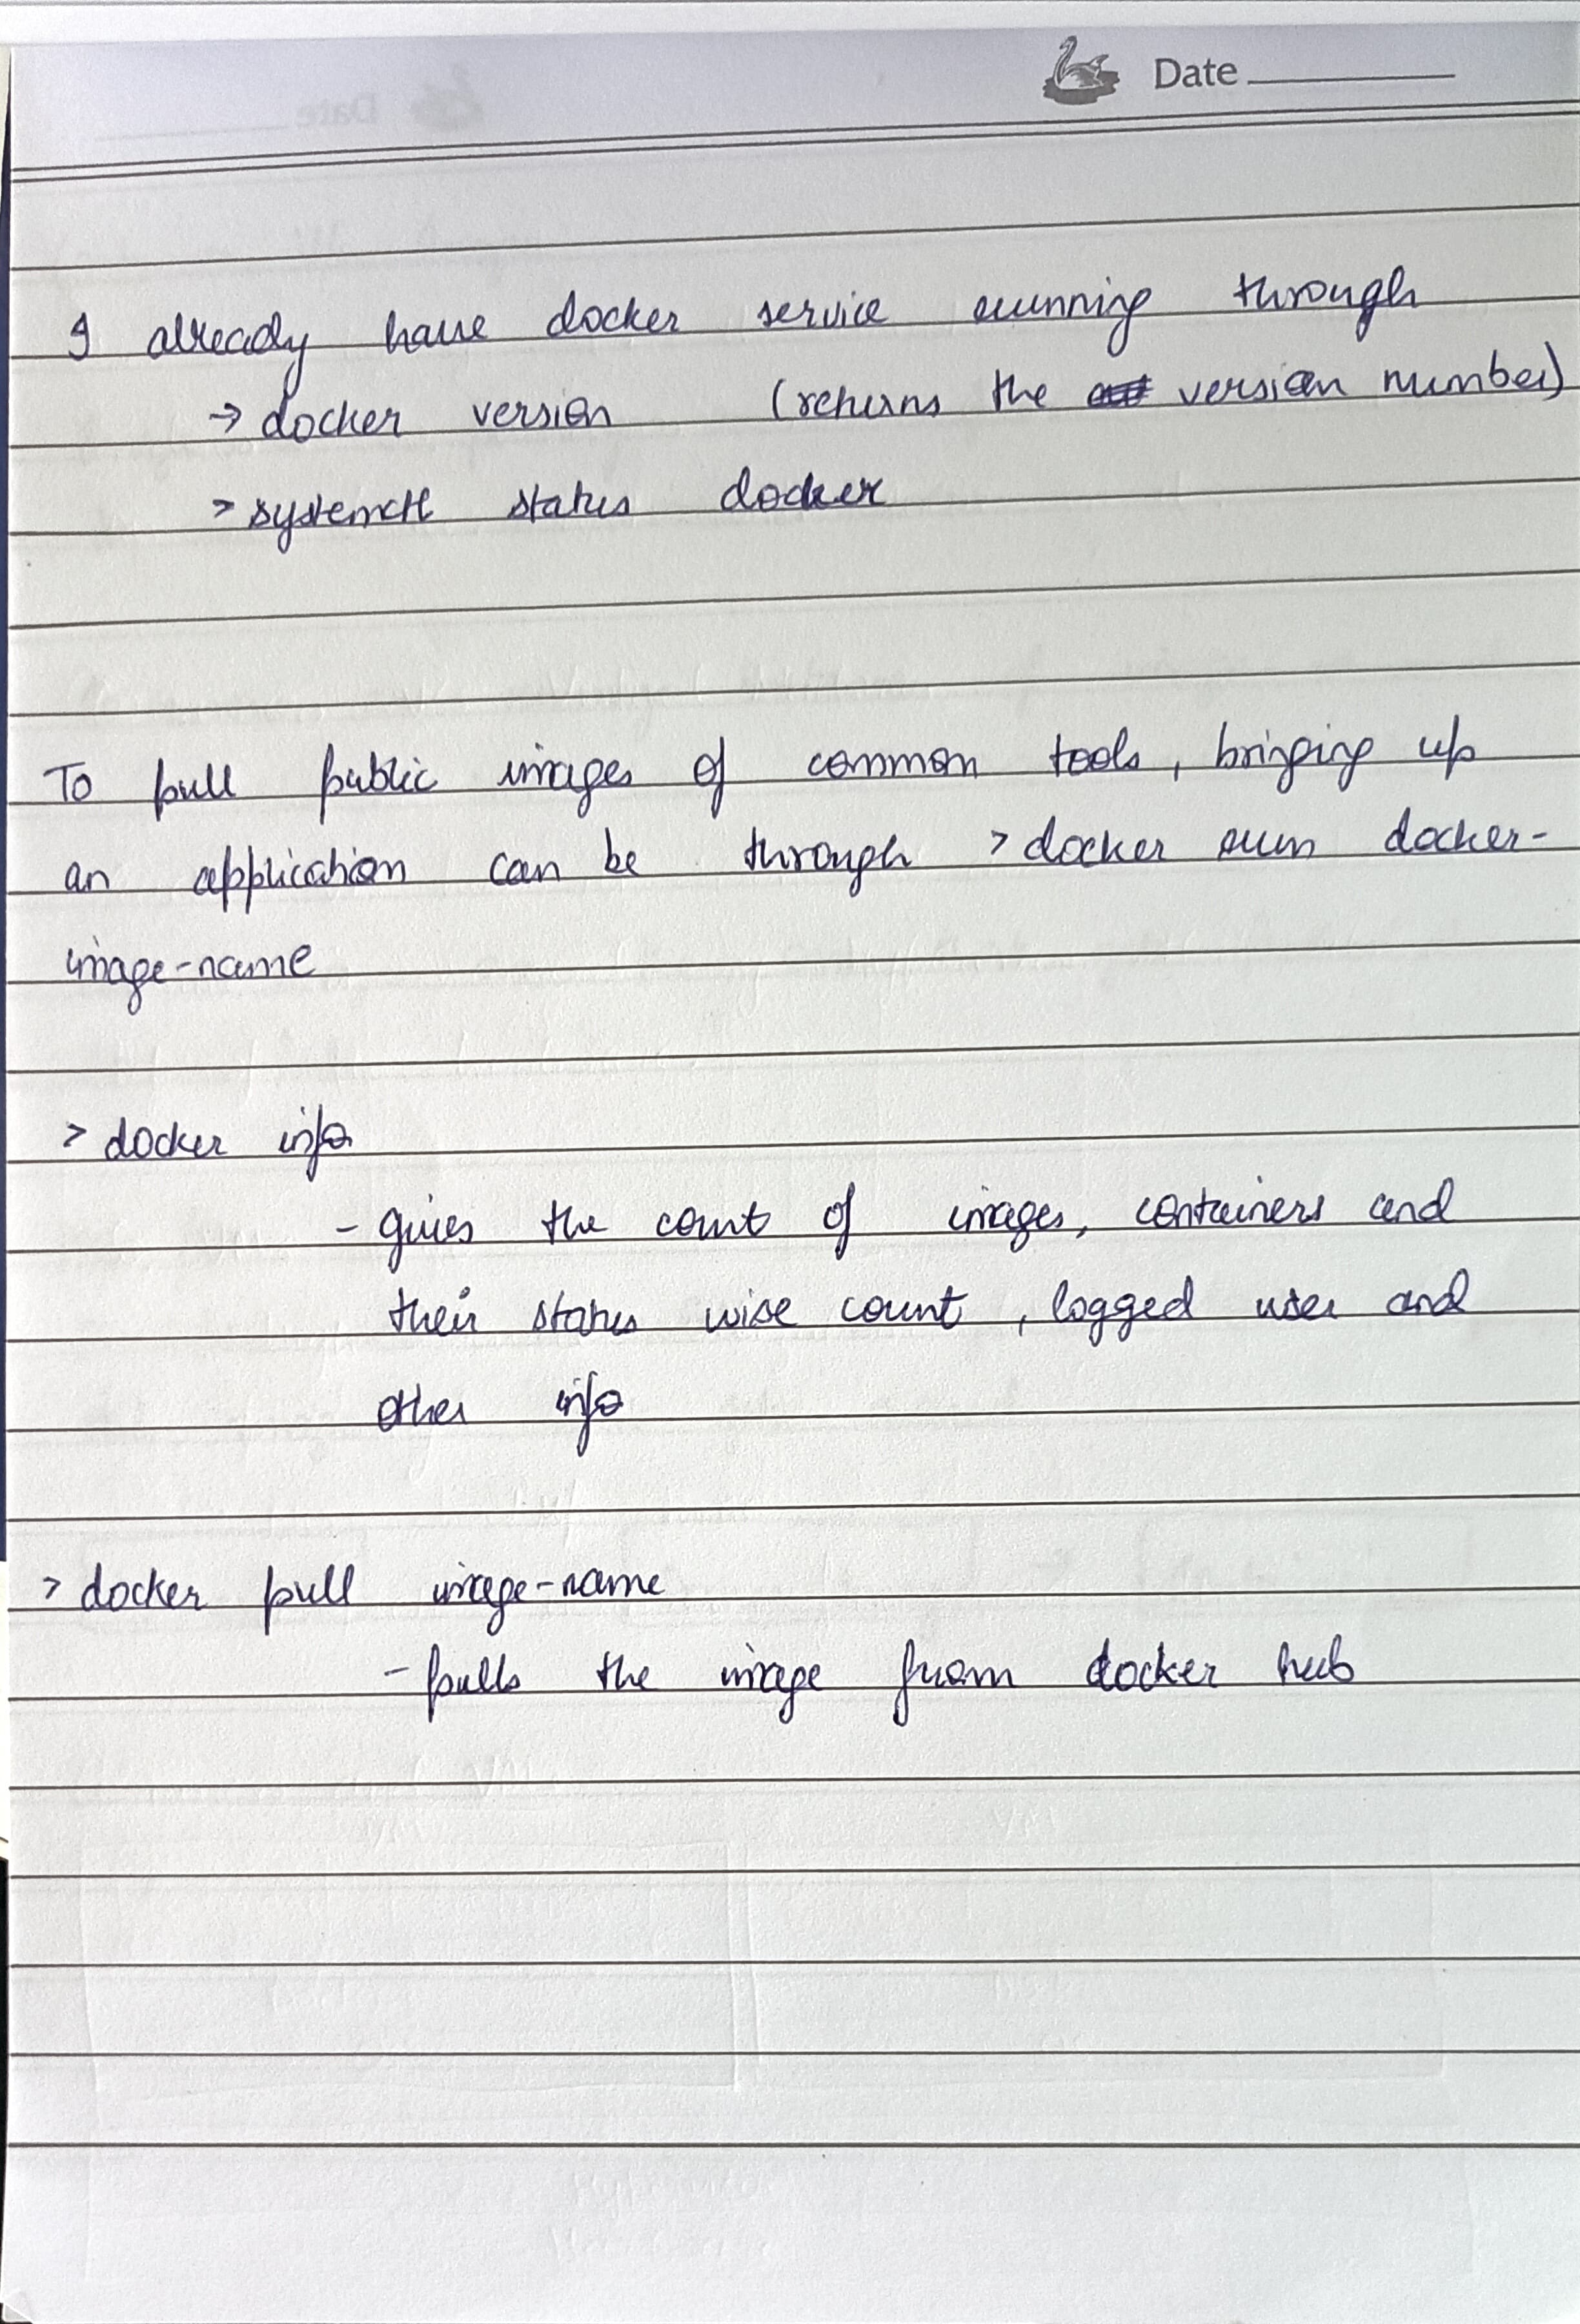 Date
I already have docker service running through
→ docker version (returns the version number)
> systemctl status docker
To pull public images of common tools, bringing up
an application can be through > docker run docker-
image-name
> docker info
- gives the count of images, containers and
their status wise count, logged user and
other info
> docker pull image-name
- pulls the image from docker hub